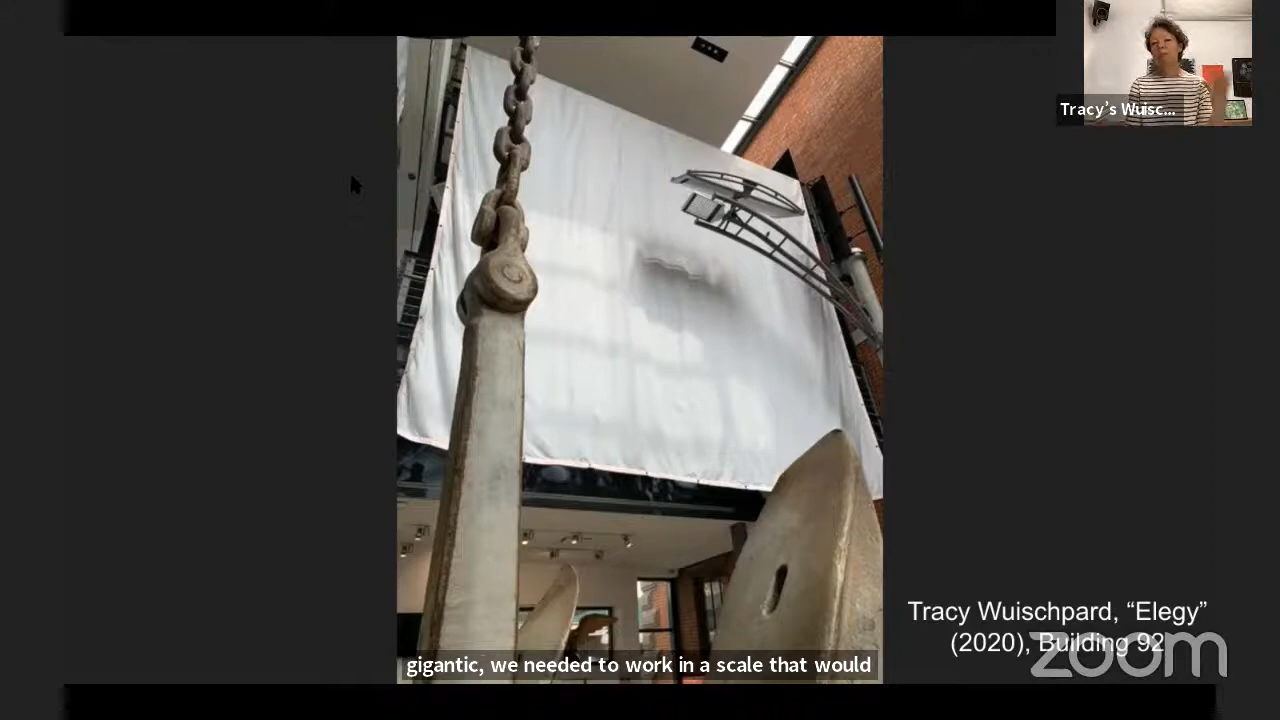 Tracy’s Wuisc...
Tracy Wuischpard, “Elegy”
(2020), Building 92
zoom
gigantic, we needed to work in a scale that would